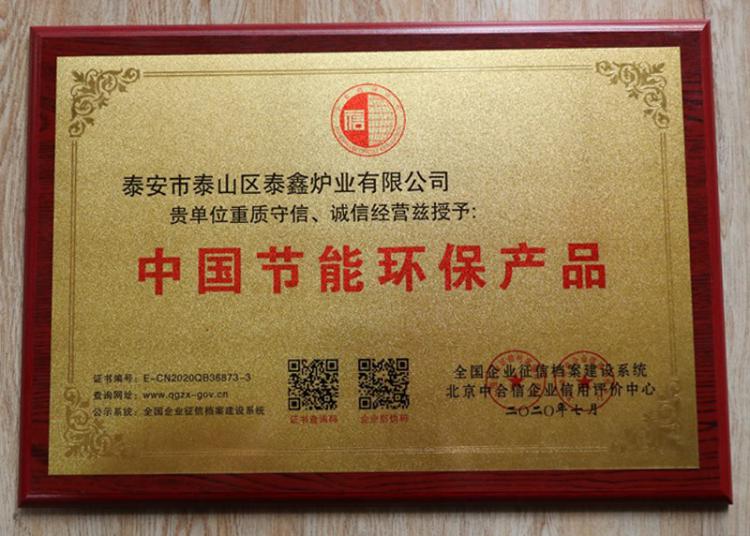 信
泰安市泰山区泰鑫炉业有限公司
贵单位重质守信、诚信经营兹授予:
中国节能环保产品
证书编号: E-CN2020QB36873-3
查询网址: www.qgzx-gov.cn
公示系统: 全国企业征信档案建设系统
证书查询码
企业征信码
全国企业征信档案建设系统
北京中合信企业信用评价中心
二〇二〇年七月